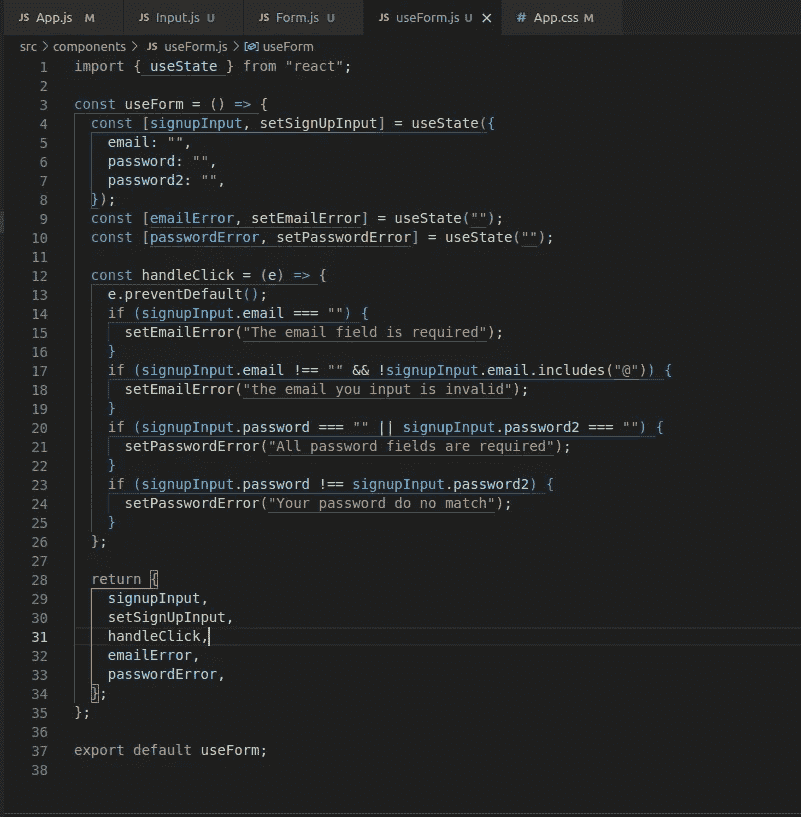 JS App.js M JS Input.js U JS Form.js U JS useForm.js U × # App.css M
src > components > JS useForm.js > useForm
1 import { useState } from "react";
2
3 const useForm = () => {
4 const [signupInput, setSignUpInput] = useState({
5 email: "",
6 password: "",
7 password2: "",
8 });
9 const [emailError, setEmailError] = useState("");
10 const [passwordError, setPasswordError] = useState("");
11
12 const handleClick = (e) => {
13 e.preventDefault();
14 if (signupInput.email === "") {
15 setEmailError("The email field is required");
16 }
17 if (signupInput.email !== "" && !signupInput.email.includes("@")) {
18 setEmailError("the email you input is invalid");
19 }
20 if (signupInput.password === "" || signupInput.password2 === "") {
21 setPasswordError("All password fields are required");
22 }
23 if (signupInput.password !== signupInput.password2) {
24 setPasswordError("Your password do no match");
25 }
26 };
27
28 return {
29 signupInput,
30 setSignUpInput,
31 handleClick,
32 emailError,
33 passwordError,
34 };
35 };
36
37 export default useForm;
38